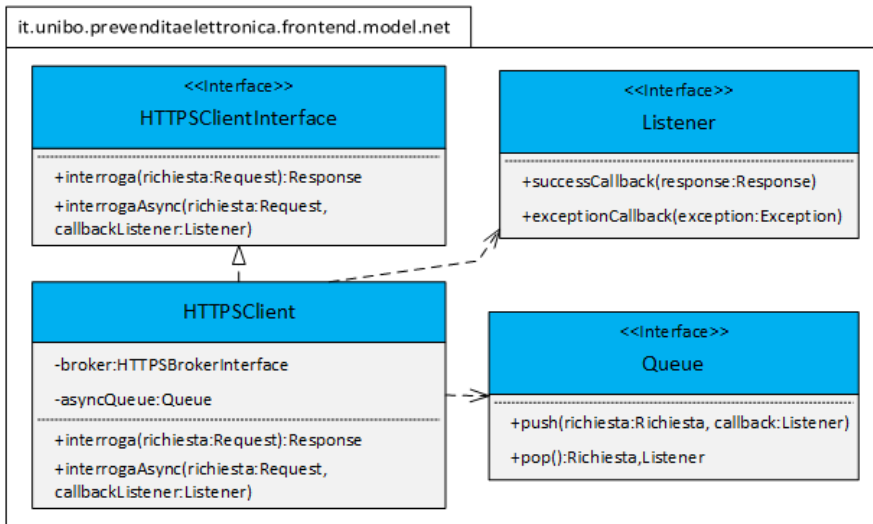 it.unibo.prevenditaelettronica.frontend.model.net
<<Interface>>
HTTPSClientInterface
+interroga(richiesta:Request):Response
+interrogaAsync(richiesta:Request,
callbackListener:Listener)
<<Interface>>
Listener
+successCallback(response:Response)
+exceptionCallback(exception:Exception)
HTTPSClient
-broker:HTTPSBrokerInterface
-asyncQueue:Queue
+interroga(richiesta:Request):Response
+interrogaAsync(richiesta:Request,
callbackListener:Listener)
<<Interface>>
Queue
+push(richiesta:Richiesta, callback:Listener)
+pop():Richiesta,Listener